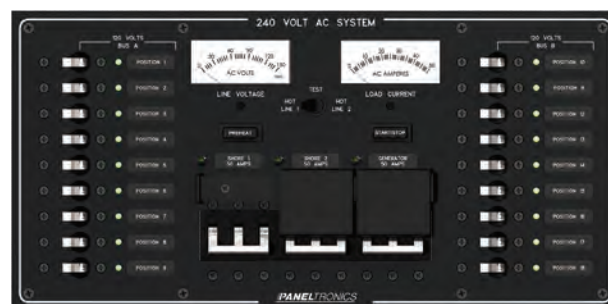 240 VOLT AC SYSTEM
120 VOLTS
BUS A
POSITION 1
POSITION 2
POSITION 3
POSITION 4
POSITION 5
POSITION 6
POSITION 7
POSITION 8
POSITION 9
AC VOLTS
LINE VOLTAGE
TEST
HOT
LINE 1
HOT
LINE 2
AC AMPERES
LOAD CURRENT
PREHEAT
START/STOP
SHORE 1
50 AMPS
SHORE 2
50 AMPS
GENERATOR
50 AMPS
120 VOLTS
BUS B
POSITION 10
POSITION 11
POSITION 12
POSITION 13
POSITION 14
POSITION 15
POSITION 16
POSITION 17
POSITION 18
PANELTRONICS